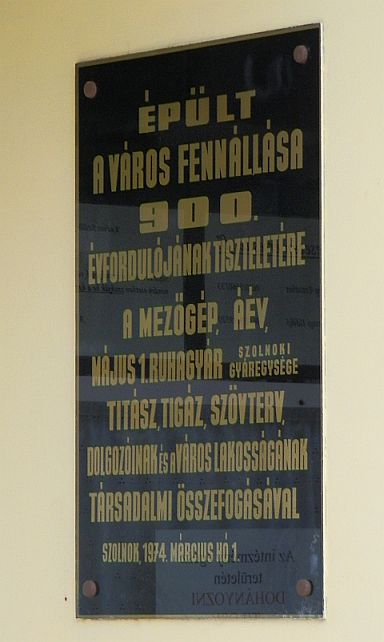 ÉPÜLT
A VÁROS FENNÁLLÁSA
900.
ÉVFORDULÓJÁNAK TISZTELETÉRE
A MEZŐGÉP, ÁÉV,
MÁJUS 1. RUHAGYÁR SZOLNOKI GYÁREGYSÉGE
TITÁSZ, TIGÁZ, SZÖVTERV,
DOLGOZÓINAK ÉS A VÁROS LAKOSSÁGÁNAK
TÁRSADALMI ÖSSZEFOGÁSÁVAL
SZOLNOK, 1974. MÁRCIUS HÓ 1.
Az
területén
DOHÁNYOZNI